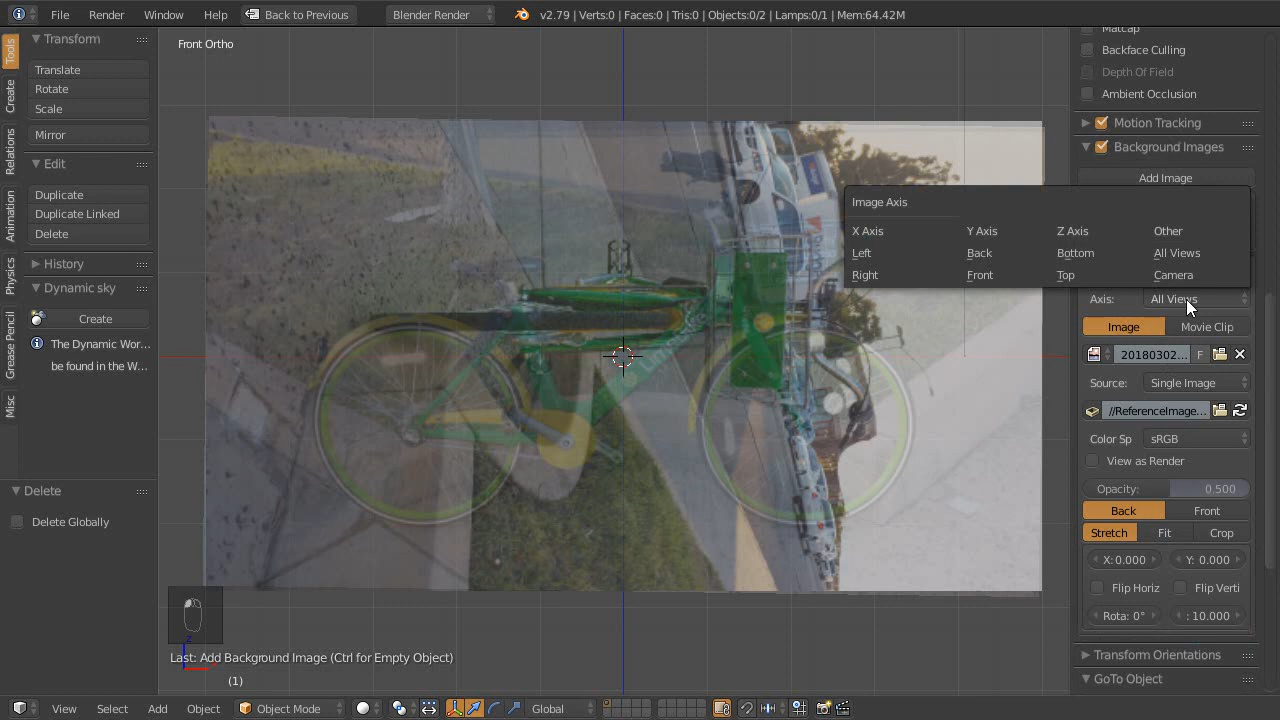 File Render Window Help Back to Previous Blender Render v2.79 | Verts:0 | Faces:0 | Tris:0 | Objects:0/2 | Lamps:0/1 | Mem:64.42M
Tools
Create
Relations
Animation
Physics
Grease Pencil
Misc
Transform
Translate
Rotate
Scale
Mirror
Edit
Duplicate
Duplicate Linked
Delete
History
Dynamic sky
Create
The Dynamic Wor...
be found in the W...
Delete
Delete Globally
Front Ortho
z
Last: Add Background Image (Ctrl for Empty Object)
(1)
Matcap
Backface Culling
Depth Of Field
Ambient Occlusion
Motion Tracking
Background Images
Add Image
Image Axis
X Axis Y Axis Z Axis Other
Left Back Bottom All Views
Right Front Top Camera
Axis: All Views
Image Movie Clip
20180302... F
Source: Single Image
//ReferenceImage...
Color Sp sRGB
View as Render
Opacity: 0.500
Back Front
Stretch Fit Crop
X:0.000 Y: 0.000
Flip Horiz Flip Verti
Rota: 0° : 10.000
Transform Orientations
GoTo Object
View Select Add Object Object Mode Global